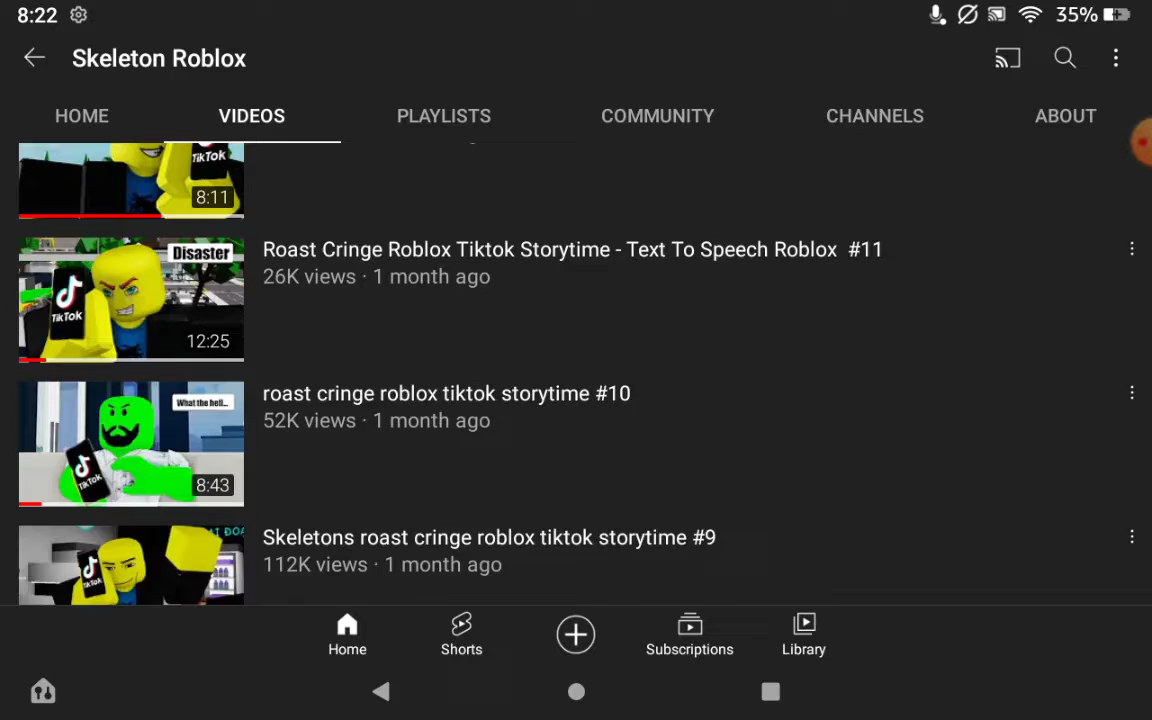 8:22
35%
Skeleton Roblox
HOME VIDEOS PLAYLISTS COMMUNITY CHANNELS ABOUT
TikTok
8:11
Disaster
TikTok
12:25
Roast Cringe Roblox Tiktok Storytime - Text To Speech Roblox #11
26K views · 1 month ago
What the hell...
TikTok
8:43
roast cringe roblox tiktok storytime #10
52K views · 1 month ago
TikTok
Skeletons roast cringe roblox tiktok storytime #9
112K views · 1 month ago
Home Shorts Subscriptions Library